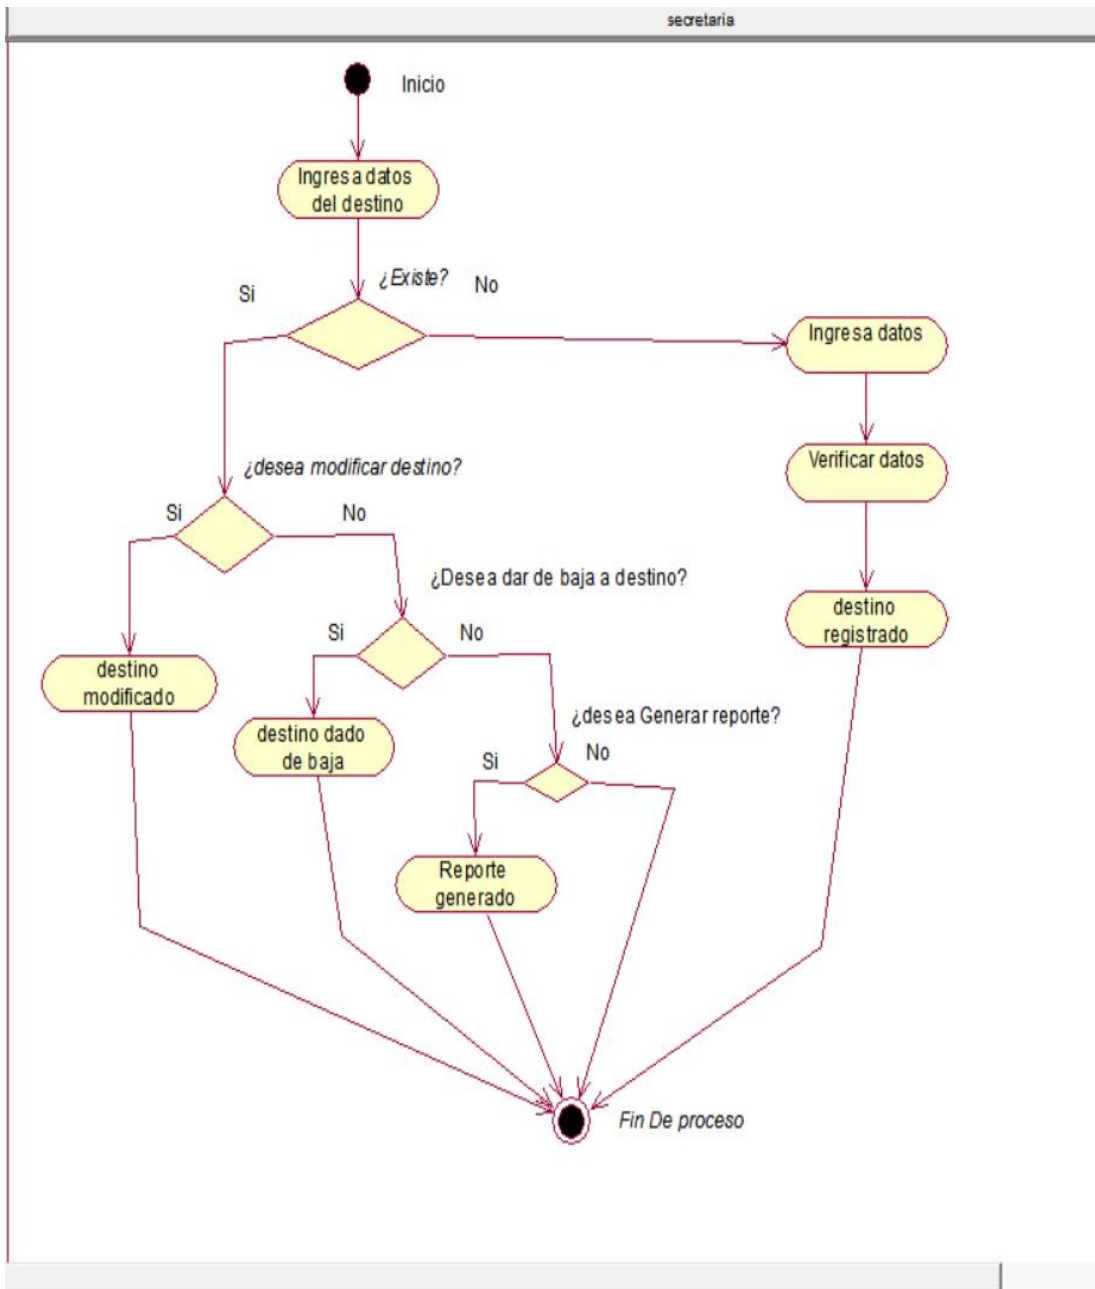 secretaria
Inicio
Ingresa datos
del destino
¿Existe?
Si
No
Ingresa datos
Verificar datos
¿desea modificar destino?
Si
No
¿Desea dar de baja a destino?
destino
registrado
Si
No
destino
modificado
¿desea Generar reporte?
destino dado
de baja
Si
No
Reporte
generado
Fin De proceso